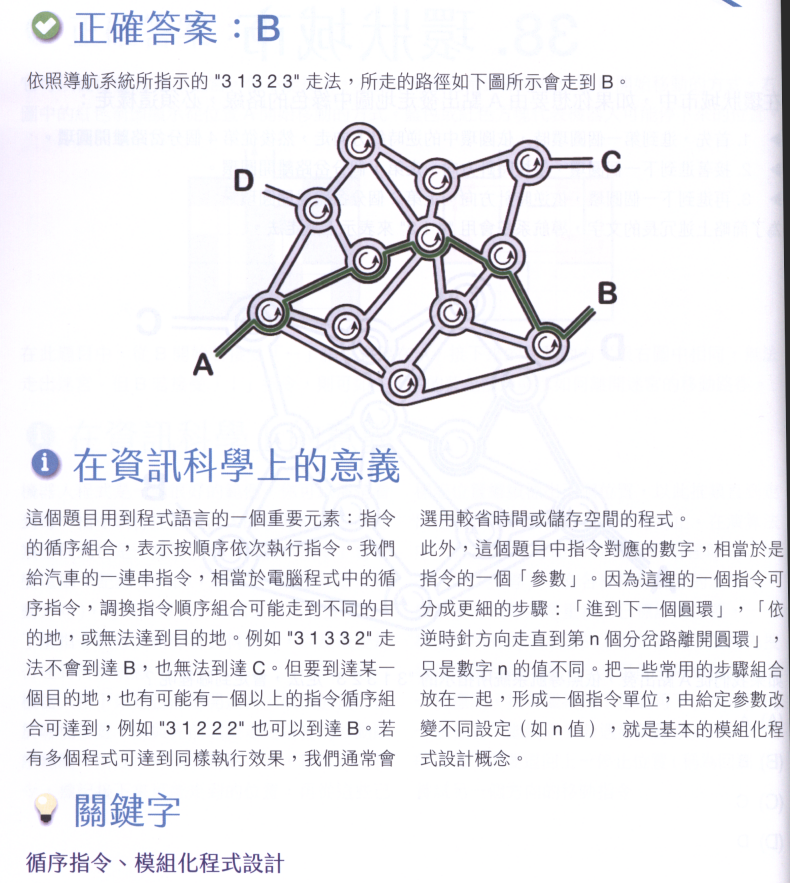 正確答案：B
依照導航系統所指示的 "3 1 3 2 3" 走法，所走的路徑如下圖所示會走到 B。
D
C
B
A
在資訊科學上的意義
這個題目用到程式語言的一個重要元素：指令
的循序組合，表示按順序依次執行指令。我們
給汽車的一連串指令，相當於電腦程式中的循
序指令，調換指令順序組合可能走到不同的目
的地，或無法達到目的地。例如 "3 1 3 3 2" 走
法不會到達 B，也無法到達 C。但要到達某一
個目的地，也有可能有一個以上的指令循序組
合可達到，例如 "3 1 2 2 2" 也可以到達 B。若
有多個程式可達到同樣執行效果，我們通常會
選用較省時間或儲存空間的程式。
此外，這個題目中指令對應的數字，相當於是
指令的一個「參數」。因為這裡的一個指令可
分成更細的步驟：「進到下一個圓環」，「依
逆時針方向走直到第 n 個分岔路離開圓環」，
只是數字 n 的值不同。把一些常用的步驟組合
放在一起，形成一個指令單位，由給定參數改
變不同設定（如 n 值），就是基本的模組化程
式設計概念。
關鍵字
循序指令、模組化程式設計